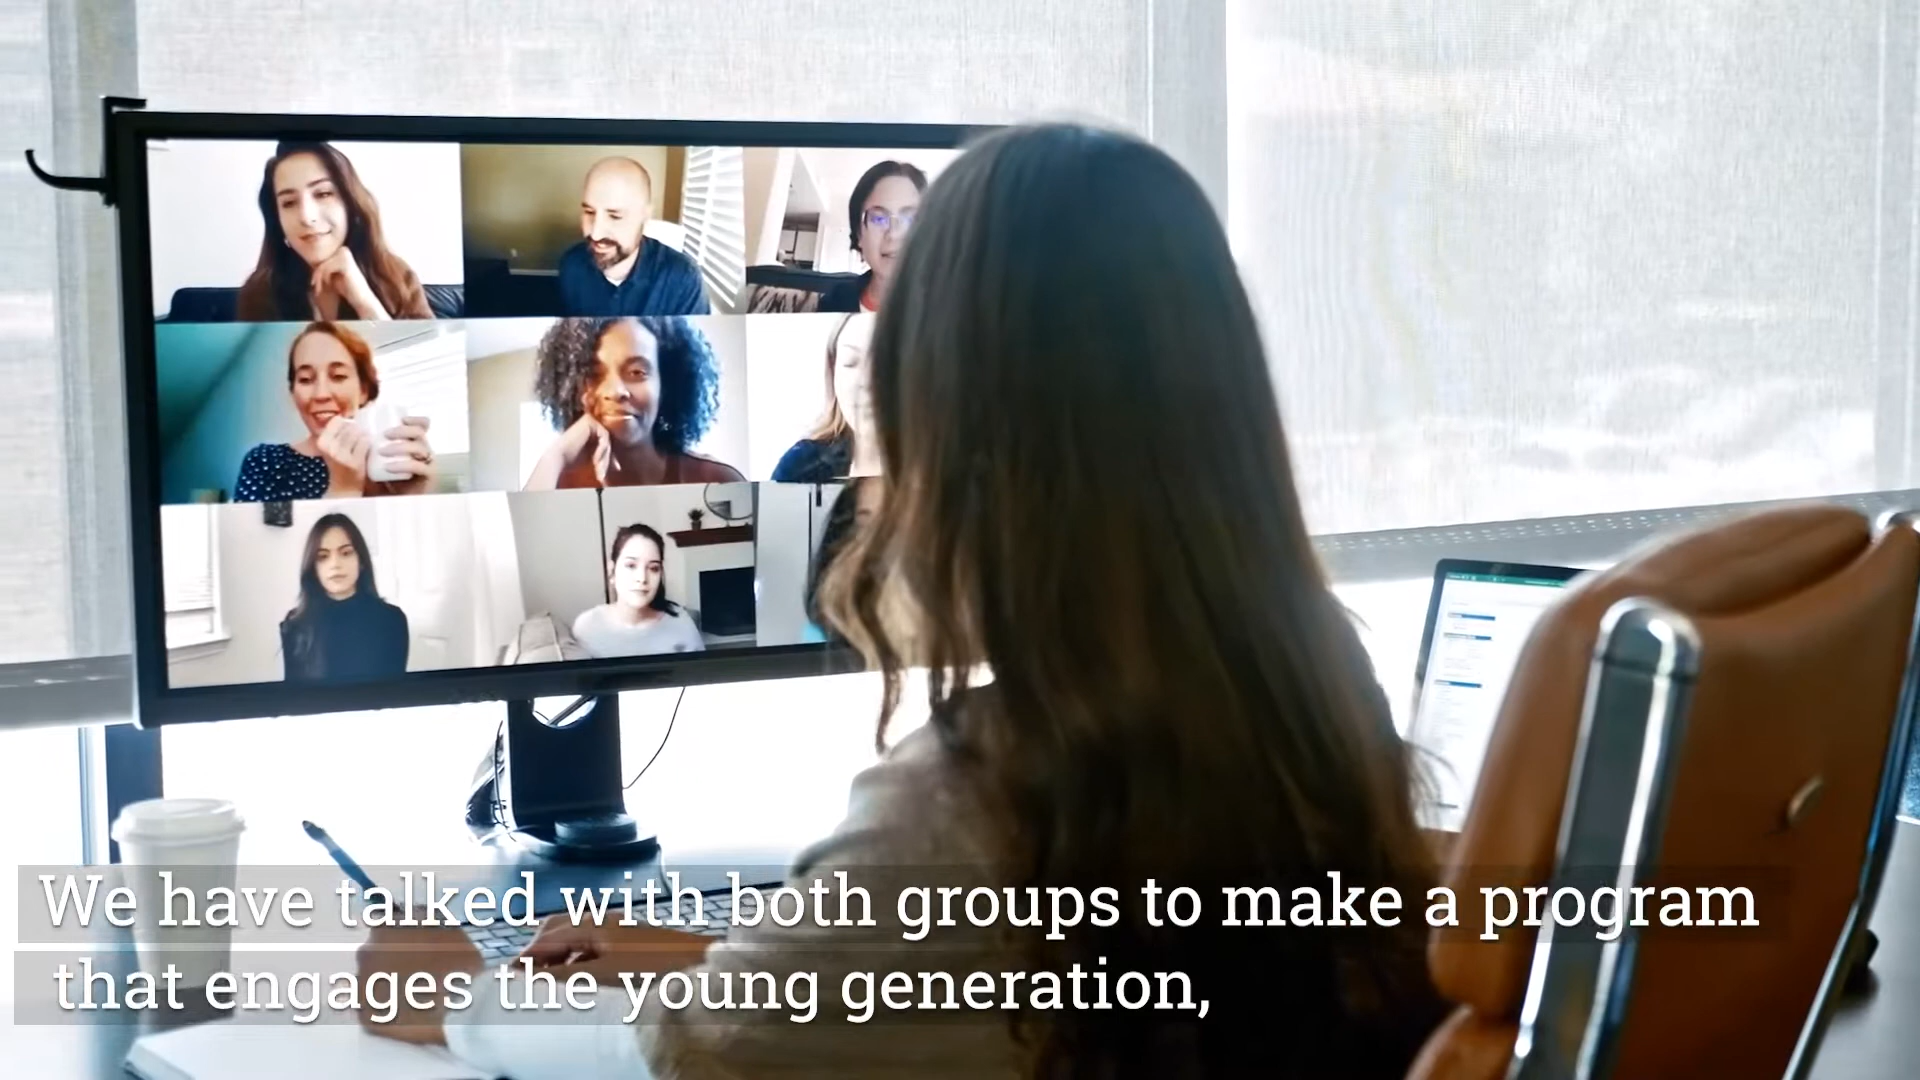 We have talked with both groups to make a program
that engages the young generation,